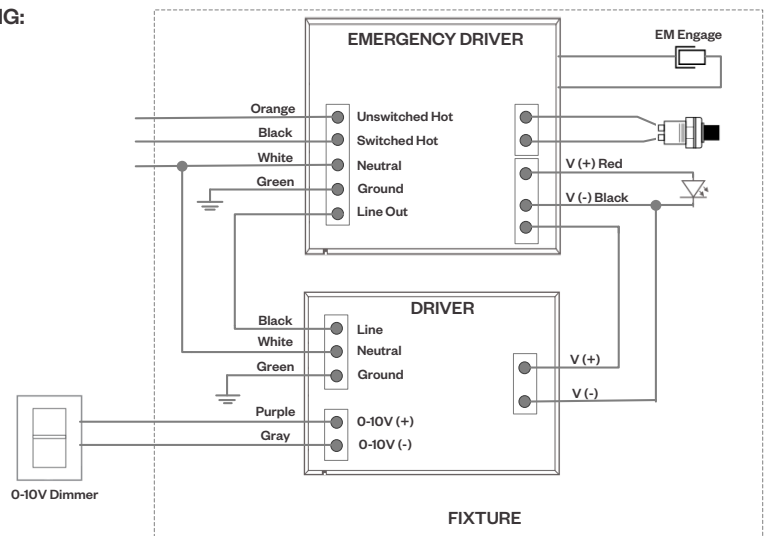 NG:
EMERGENCY DRIVER
EM Engage
Orange
Unswitched Hot
Black
Switched Hot
White
Neutral
V (+) Red
Green
Ground
V (-) Black
Line Out
DRIVER
Black
Line
White
Neutral
V (+)
Green
Ground
V (-)
Purple
0-10V (+)
Gray
0-10V (-)
0-10V Dimmer
FIXTURE